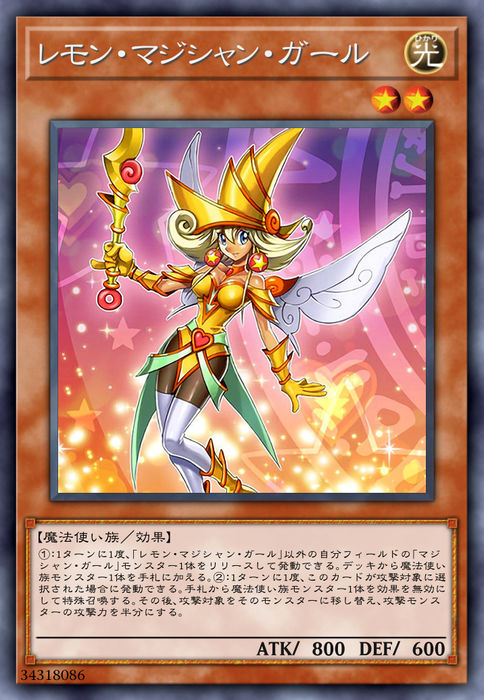 レモン・マジシャン・ガール
ひかり
光
【魔法使い族／効果】
①:1ターンに1度、「レモン・マジシャン・ガール」以外の自分フィールドの「マジ
シャン・ガール」モンスター1体をリリースして発動できる。デッキから魔法使い
族モンスター1体を手札に加える。②:1ターンに1度、このカードが攻撃対象に
選択された場合に発動できる。手札から魔法使い族モンスター1体を効果を無効に
して特殊召喚する。その後、攻撃対象をそのモンスターに移し替え、攻撃モンス
ターの攻撃力を半分にする。
ATK/ 800 DEF/ 600
34318086